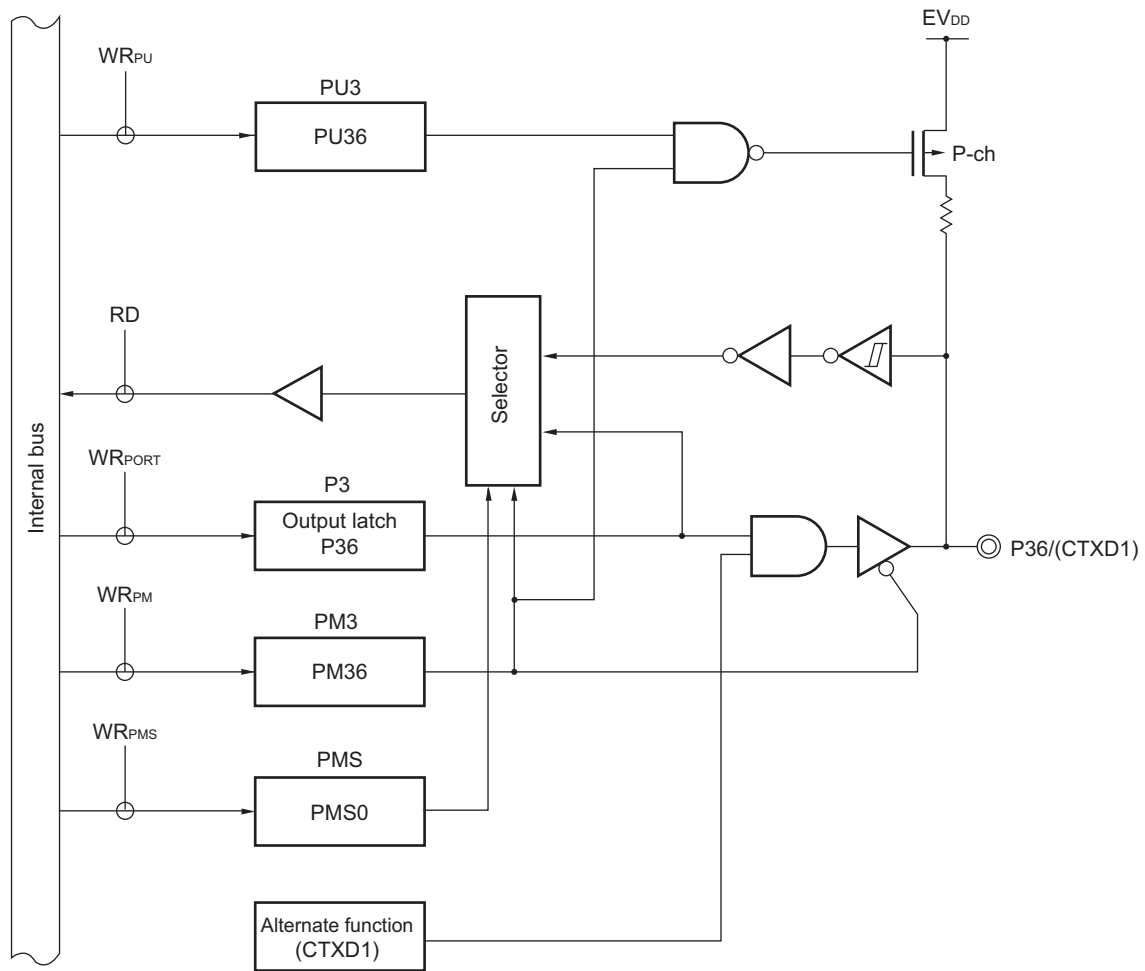 EVDD
WRPU
PU3
PU36
P-ch
RD
Selector
Internal bus
WRPORT
P3
Output latch
P36
P36/(CTXD1)
WRPM
PM3
PM36
WRPMS
PMS
PMS0
Alternate function
(CTXD1)